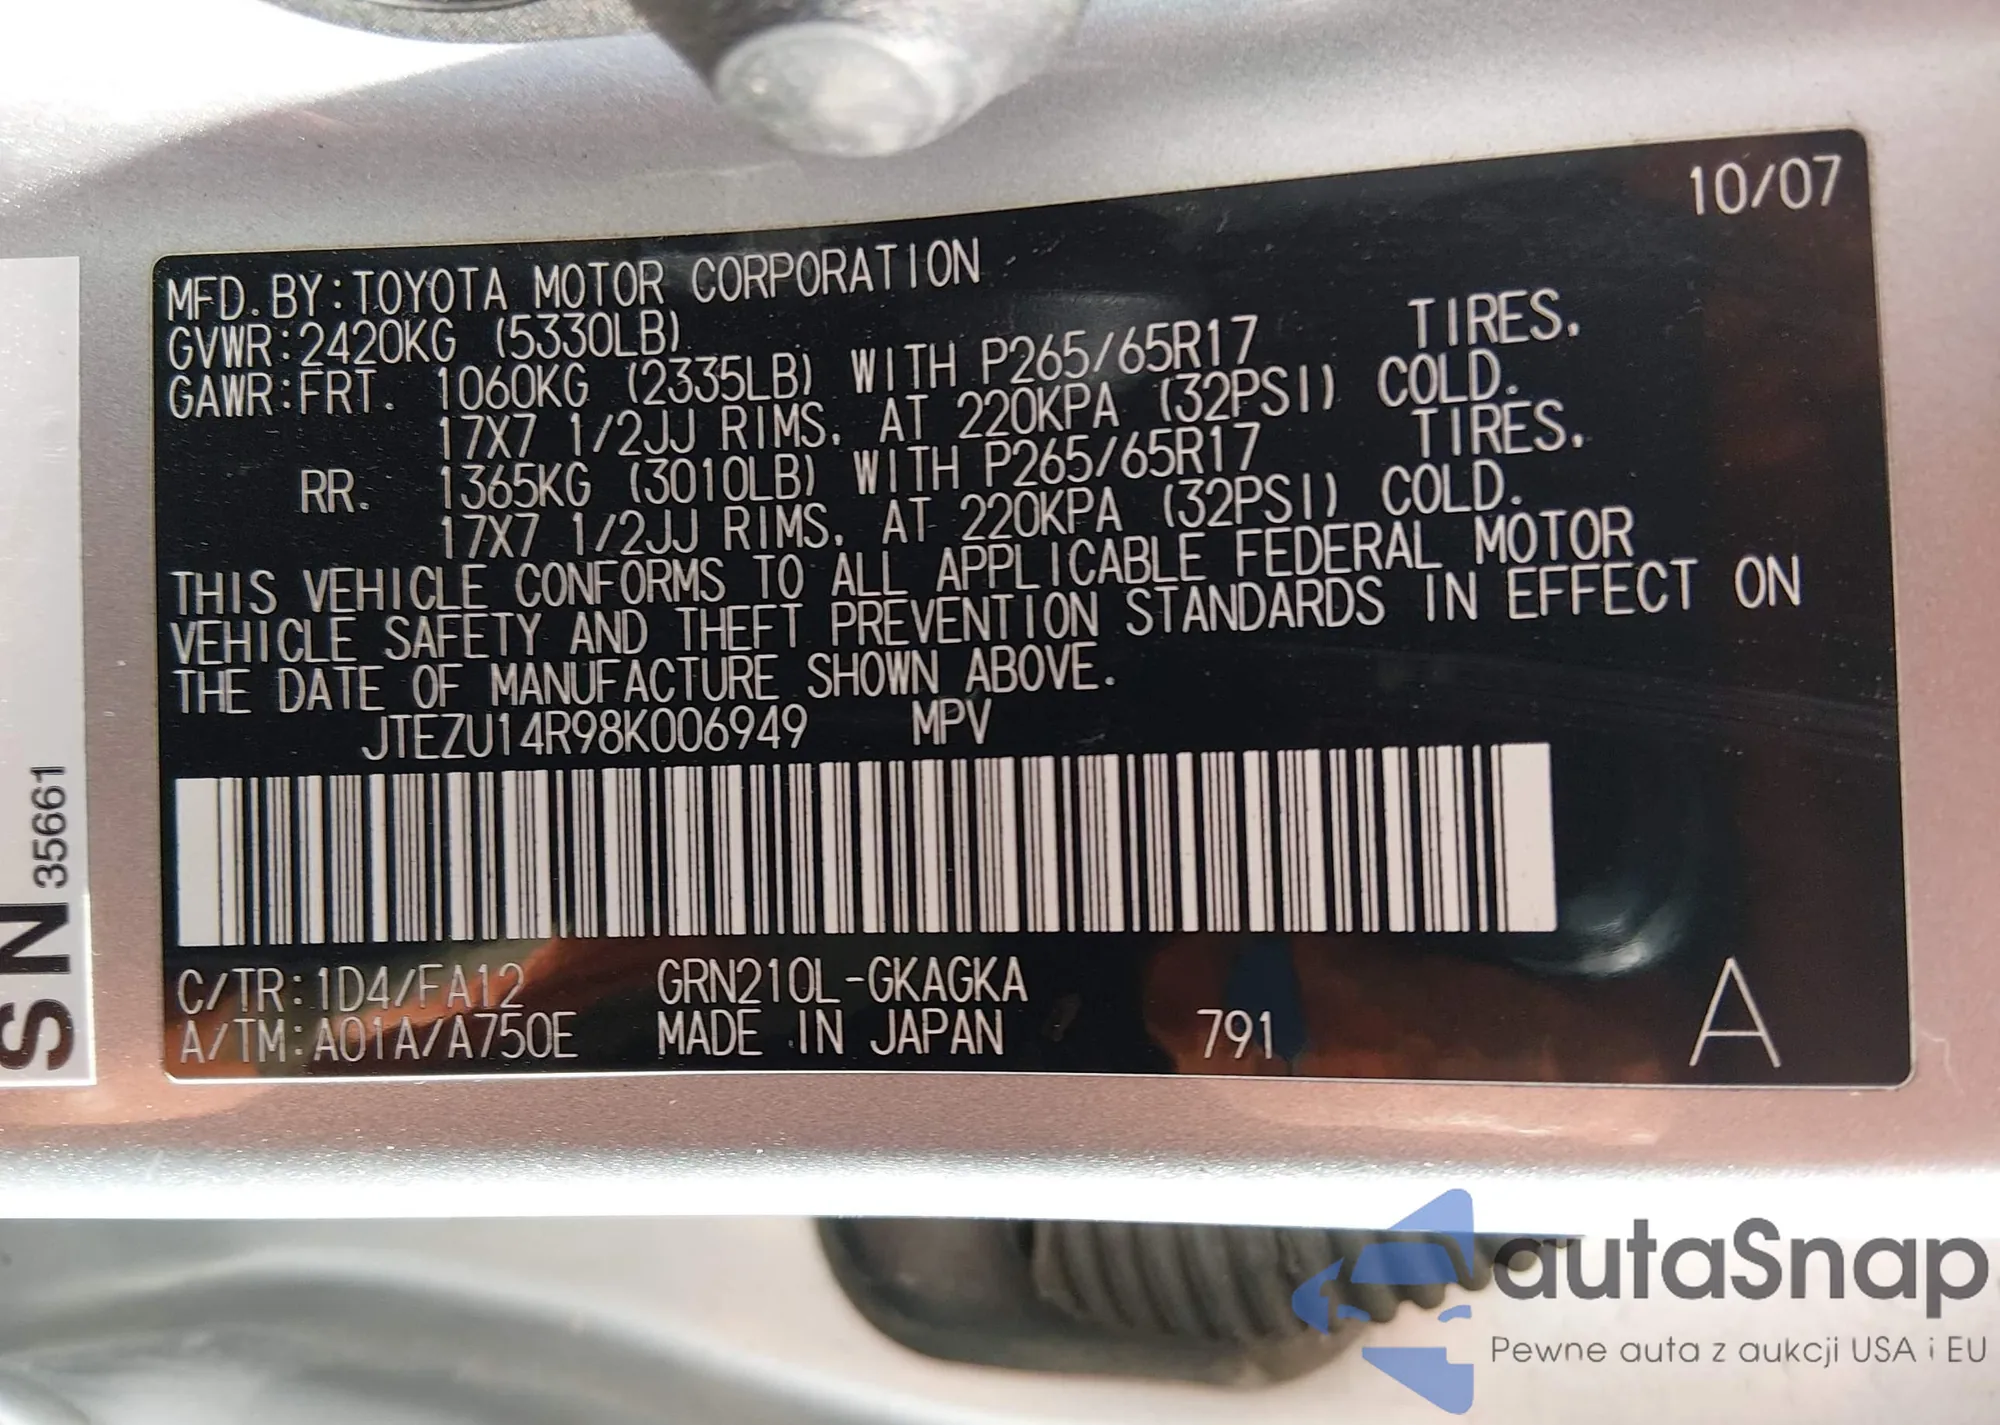 10/07
MFD. BY:TOYOTA MOTOR CORPORATION
GVWR:2420KG (5330LB)
GAWR:FRT. 1060KG (2335LB) WITH P265/65R17 TIRES.
17X7 1/2JJ RIMS, AT 220KPA (32PSI) COLD.
RR. 1365KG (3010LB) WITH P265/65R17 TIRES.
17X7 1/2JJ RIMS, AT 220KPA (32PSI) COLD.
THIS VEHICLE CONFORMS TO ALL APPLICABLE FEDERAL MOTOR
VEHICLE SAFETY AND THEFT PREVENTION STANDARDS IN EFFECT ON
THE DATE OF MANUFACTURE SHOWN ABOVE.
JTEZU14R98K006949 MPV
C/TR:1D4/FA12 GRN210L-GKAGKA
A/TM:A01A/A750E MADE IN JAPAN 791 A
SN 356661
autaSnap
Pewne auta z aukcji USA i EU